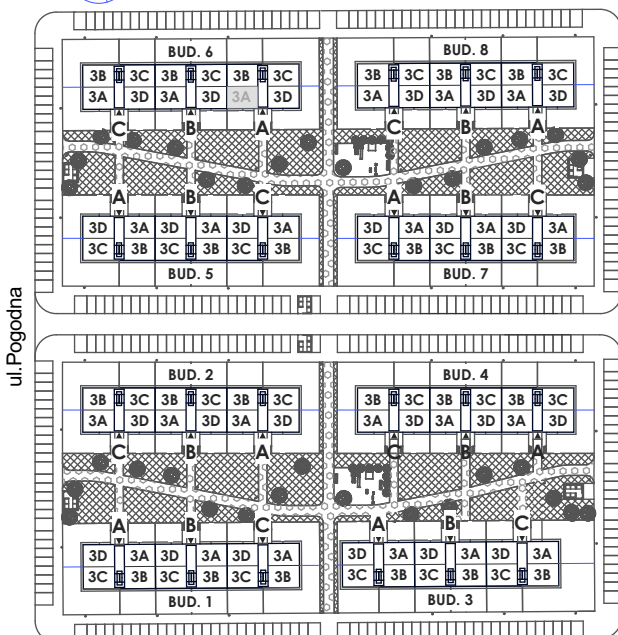 BUD. 6 BUD. 8
3B 3C 3B 3C 3B 3C 3B 3C 3B 3C 3B 3C
3A 3D 3A 3D 3A 3D 3A 3D 3A 3D 3A 3D
C B A C B A
A B C A B C
3D 3A 3D 3A 3D 3A 3D 3A 3D 3A 3D 3A
3C 3B 3C 3B 3C 3B 3C 3B 3C 3B 3C 3B
BUD. 5 BUD. 7
ul.Pogodna
BUD. 2 BUD. 4
3B 3C 3B 3C 3B 3C 3B 3C 3B 3C 3B 3C
3A 3D 3A 3D 3A 3D 3A 3D 3A 3D 3A 3D
C B A C B A
A B C A B C
3D 3A 3D 3A 3D 3A 3D 3A 3D 3A 3D 3A
3C 3B 3C 3B 3C 3B 3C 3B 3C 3B 3C 3B
BUD. 1 BUD. 3